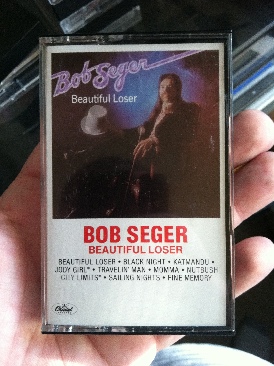 Bob Seger
Beautiful Loser
BOB SEGER
BEAUTIFUL LOSER
BEAUTIFUL LOSER • BLACK NIGHT • KATMANDU •
JODY GIRL* • TRAVELIN' MAN • MOMMA • NUTBUSH
CITY LIMITS* • SAILING NIGHTS • FINE MEMORY
Capitol